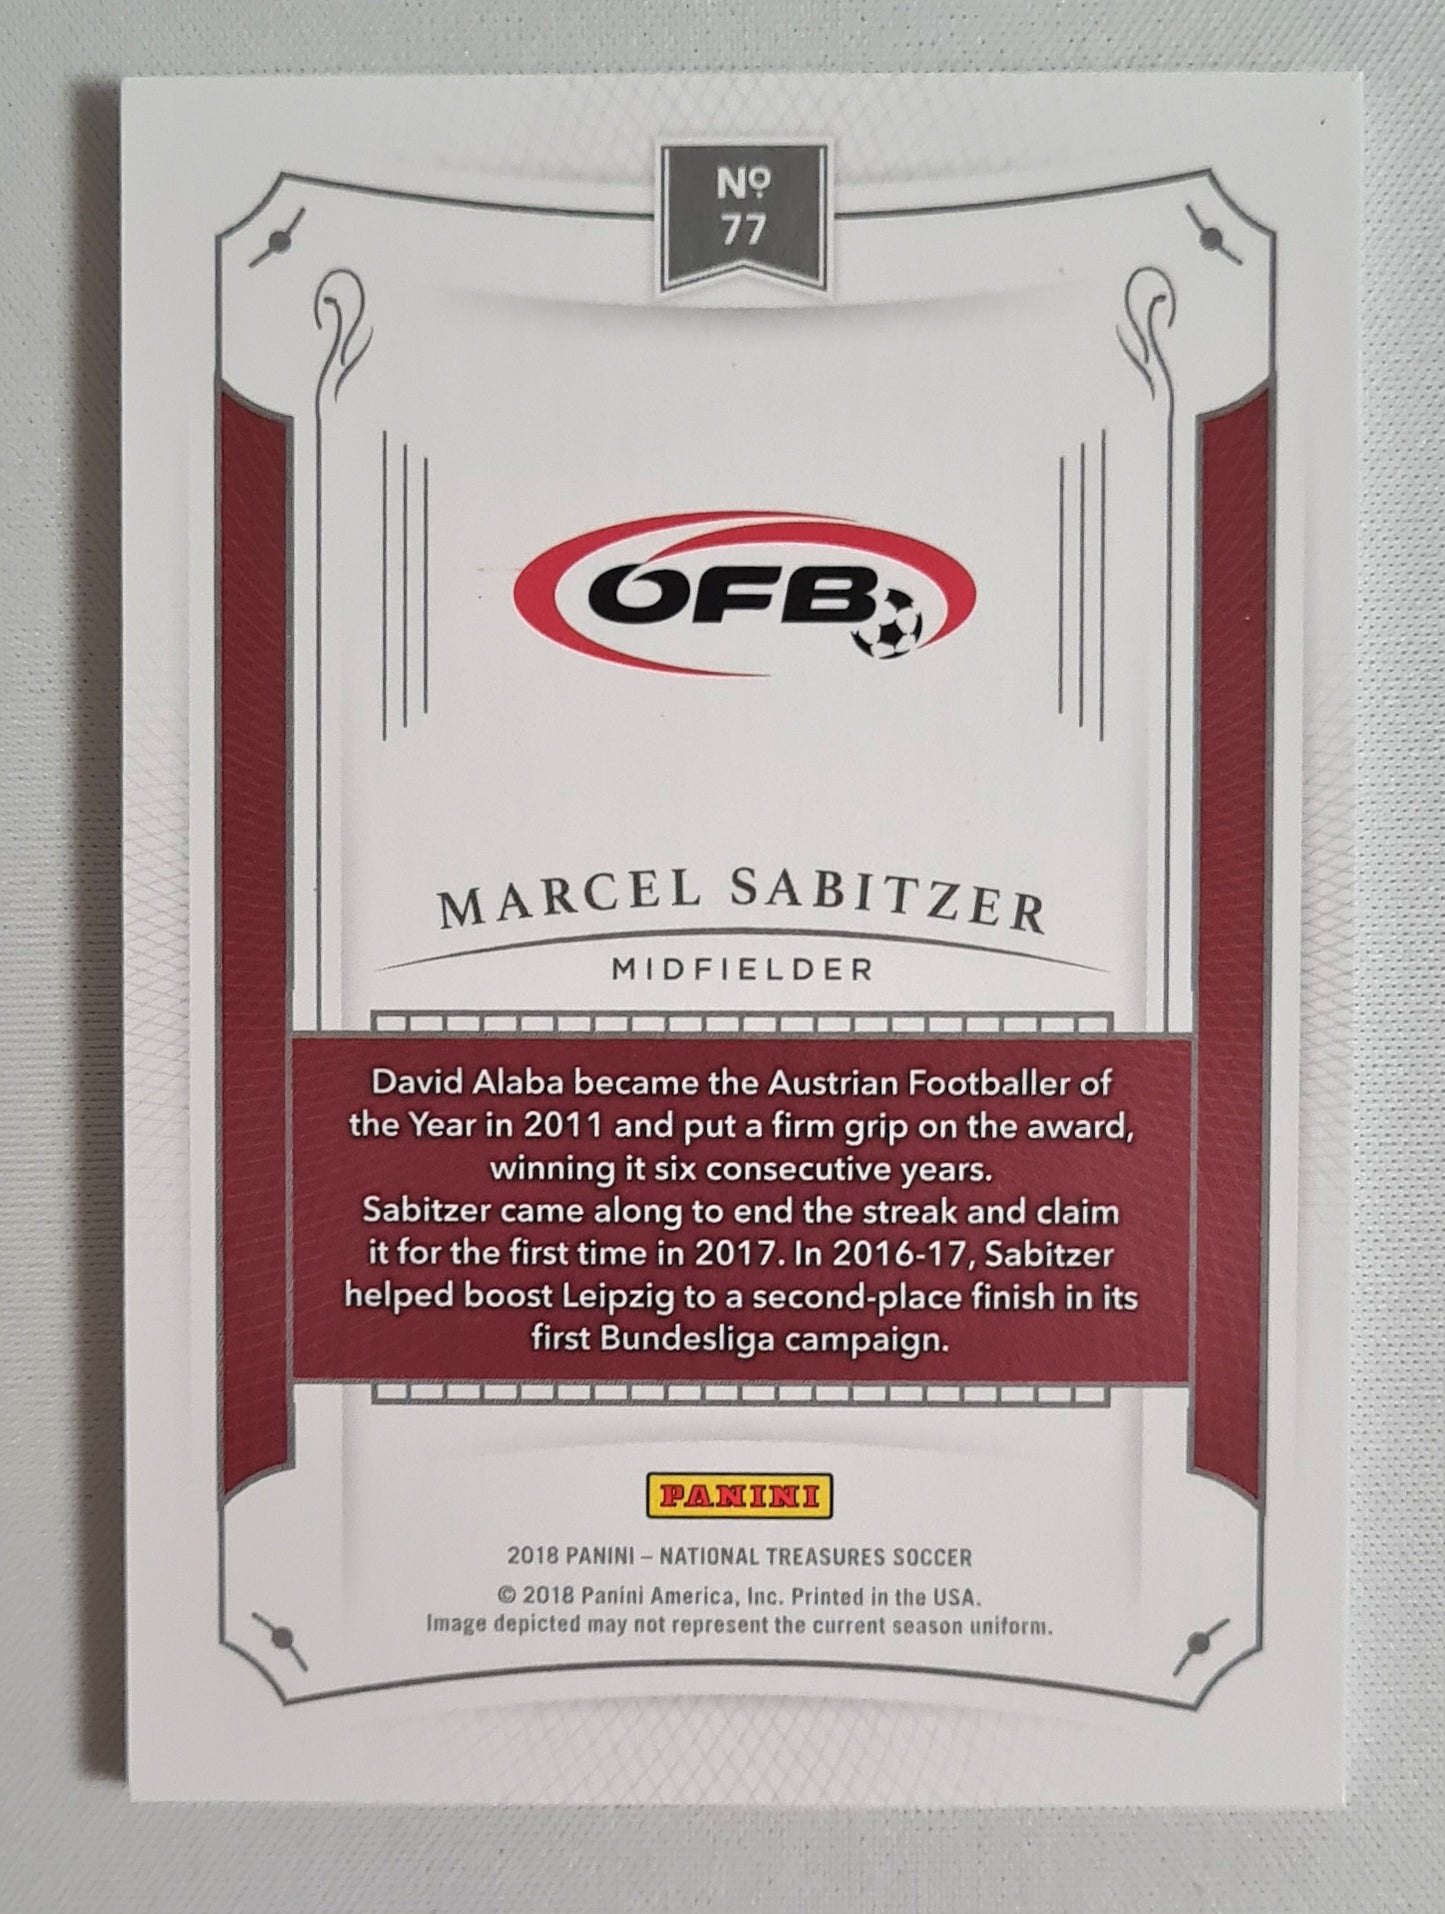 Nº
77
ÖFB
MARCEL SABITZER
MIDFIELDER
David Alaba became the Austrian Footballer of
the Year in 2011 and put a firm grip on the award,
winning it six consecutive years.
Sabitzer came along to end the streak and claim
it for the first time in 2017. In 2016-17, Sabitzer
helped boost Leipzig to a second-place finish in its
first Bundesliga campaign.
PANINI
2018 PANINI – NATIONAL TREASURES SOCCER
© 2018 Panini America, Inc. Printed in the USA.
Image depicted may not represent the current season uniform.